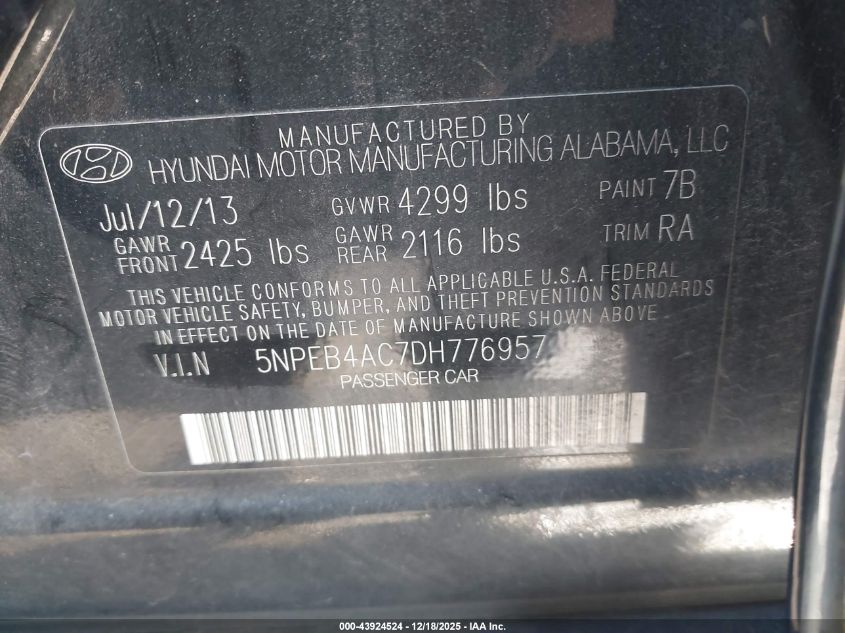 MANUFACTURED BY
HYUNDAI MOTOR MANUFACTURING ALABAMA, LLC
Jul/12/13 GVWR 4299 lbs PAINT 7B
GAWR FRONT 2425 lbs GAWR REAR 2116 lbs TRIM RA
THIS VEHICLE CONFORMS TO ALL APPLICABLE U.S.A. FEDERAL
MOTOR VEHICLE SAFETY, BUMPER, AND THEFT PREVENTION STANDARDS
IN EFFECT ON THE DATE OF MANUFACTURE SHOWN ABOVE
V.I.N 5NPEB4AC7DH776957
PASSENGER CAR
000-43924524 - 12/18/2025 - IAA Inc.